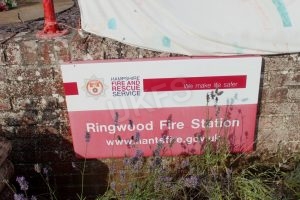 HAMPSHIRE
FIRE AND
RESCUE
SERVICE
We make life safer
Ringwood Fire Station
www.hantsfire.gov.uk